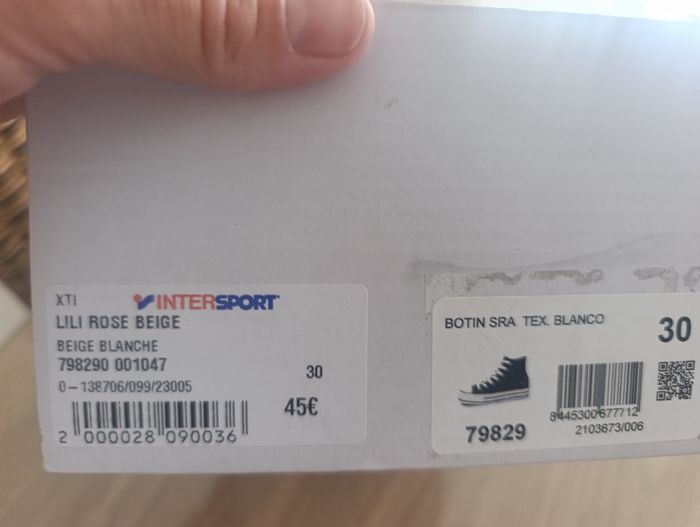 XTI INTERSPORT
LILI ROSE BEIGE
BEIGE BLANCHE
798290 001047
30
0-138706/099/23005
45€
2 000028 090036
BOTIN SRA. TEX. BLANCO
30
8445300677712
79829
2103673/006